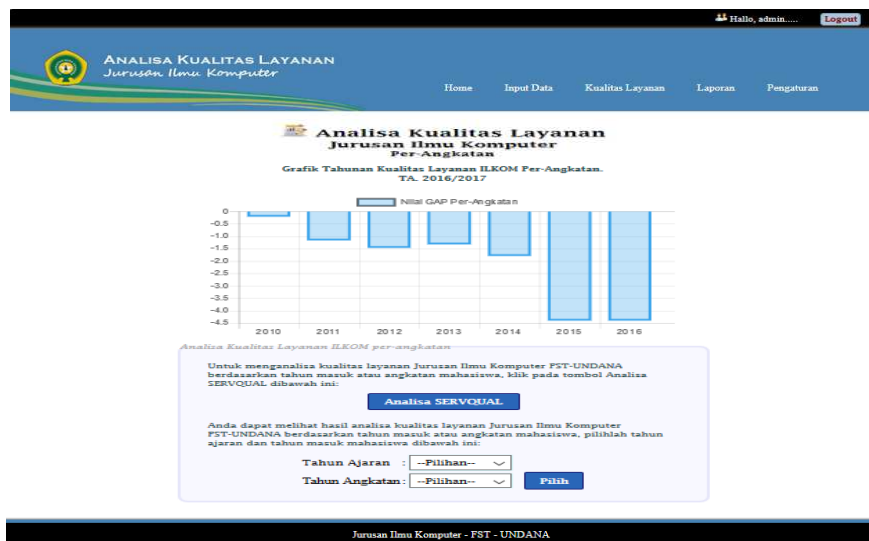 Hallo, admin.....
Logout
Analisa Kualitas Layanan
Jurusan Ilmu Komputer
Home Input Data Kualitas Layanan Laporan Pengaturan
Analisa Kualitas Layanan
Jurusan Ilmu Komputer
Per-Angkatan
Grafik Tahunan Kualitas Layanan ILKOM Per-Angkatan.
TA. 2016/2017
Nilai GAP Per-Angkatan
0
-0.5
-1.0
-1.5
-2.0
-2.5
-3.0
-3.5
-4.0
-4.5
2010 2011 2012 2013 2014 2015 2016
Analisa Kualitas Layanan ILKOM per-angkatan
Untuk menganalisa kualitas layanan Jurusan Ilmu Komputer FST-UNDANA
berdasarkan tahun masuk atau angkatan mahasiswa, klik pada tombol Analisa
SERVQUAL dibawah ini:
Analisa SERVQUAL
Anda dapat melihat hasil analisa kualitas layanan Jurusan Ilmu Komputer
FST-UNDANA berdasarkan tahun masuk atau angkatan mahasiswa, pilihlah tahun
ajaran dan tahun masuk mahasiswa dibawah ini:
Tahun Ajaran : --Pilihan--
Tahun Angkatan : --Pilihan-- Pilih
Jurusan Ilmu Komputer - FST - UNDANA